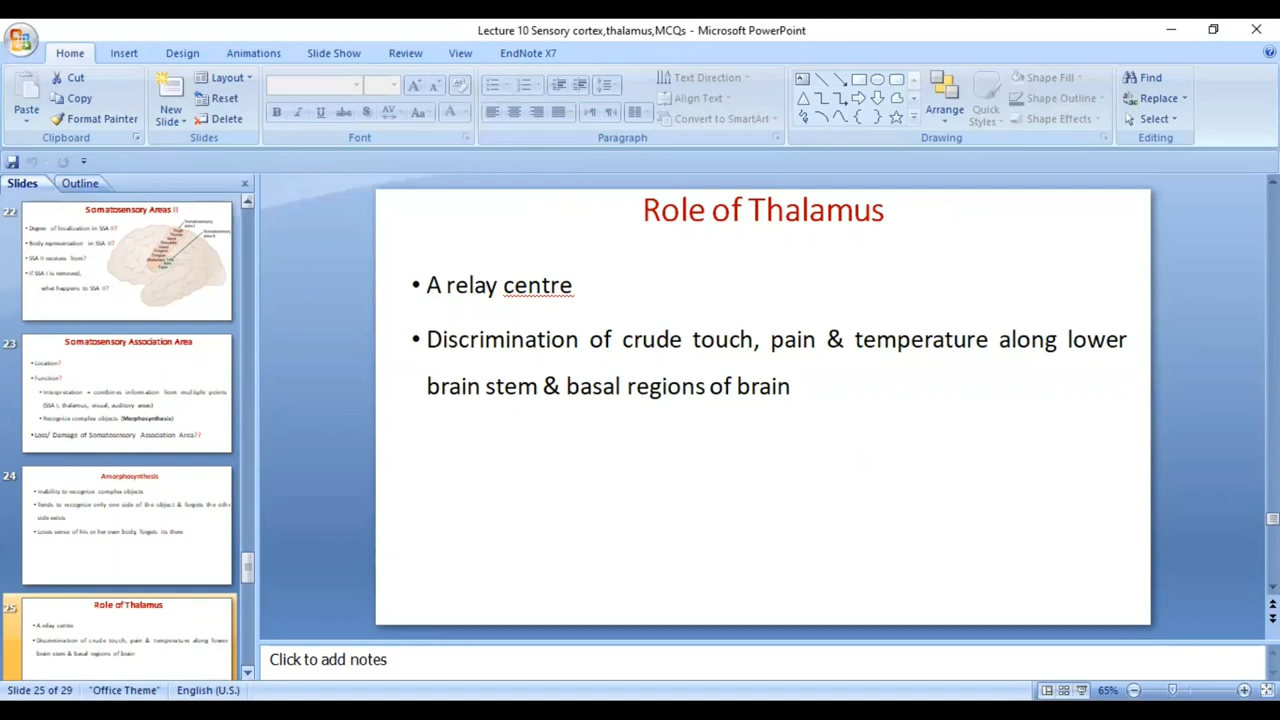 Lecture 10 Sensory cortex,thalamus,MCQs - Microsoft PowerPoint
Home Insert Design Animations Slide Show Review View EndNote X7
Paste
Cut
Copy
Format Painter
Clipboard
New Slide
Layout
Reset
Delete
Slides
Font
Text Direction
Align Text
Convert to SmartArt
Paragraph
Arrange
Quick Styles
Shape Fill
Shape Outline
Shape Effects
Drawing
Find
Replace
Select
Editing
Slides Outline
22
Somatosensory Areas II
• Degree of localization in SSA II?
• Body representation in SSA II?
• SSA II receives from?
• If SSA I is removed,
what happens to SSA II?
23
Somatosensory Association Area
• Location?
• Function?
• Interpretation = combines information from multiple points
(SSA I, thalamus, visual, auditory areas)
• Recognize complex objects (Morphosynthesis)
• Loss/ Damage of Somatosensory Association Area??
24
Amorphosynthesis
• Inability to recognize complex objects
• Tends to recognize only one side of the object & forgets the oth
side exists
• Loses sense of his or her own body, forgets its there
25
Role of Thalamus
• A relay centre
• Discrimination of crude touch, pain & temperature along lower
brain stem & basal regions of brain
Role of Thalamus
• A relay centre
• Discrimination of crude touch, pain & temperature along lower
brain stem & basal regions of brain
Click to add notes
Slide 25 of 29 "Office Theme" English (U.S.) 65%